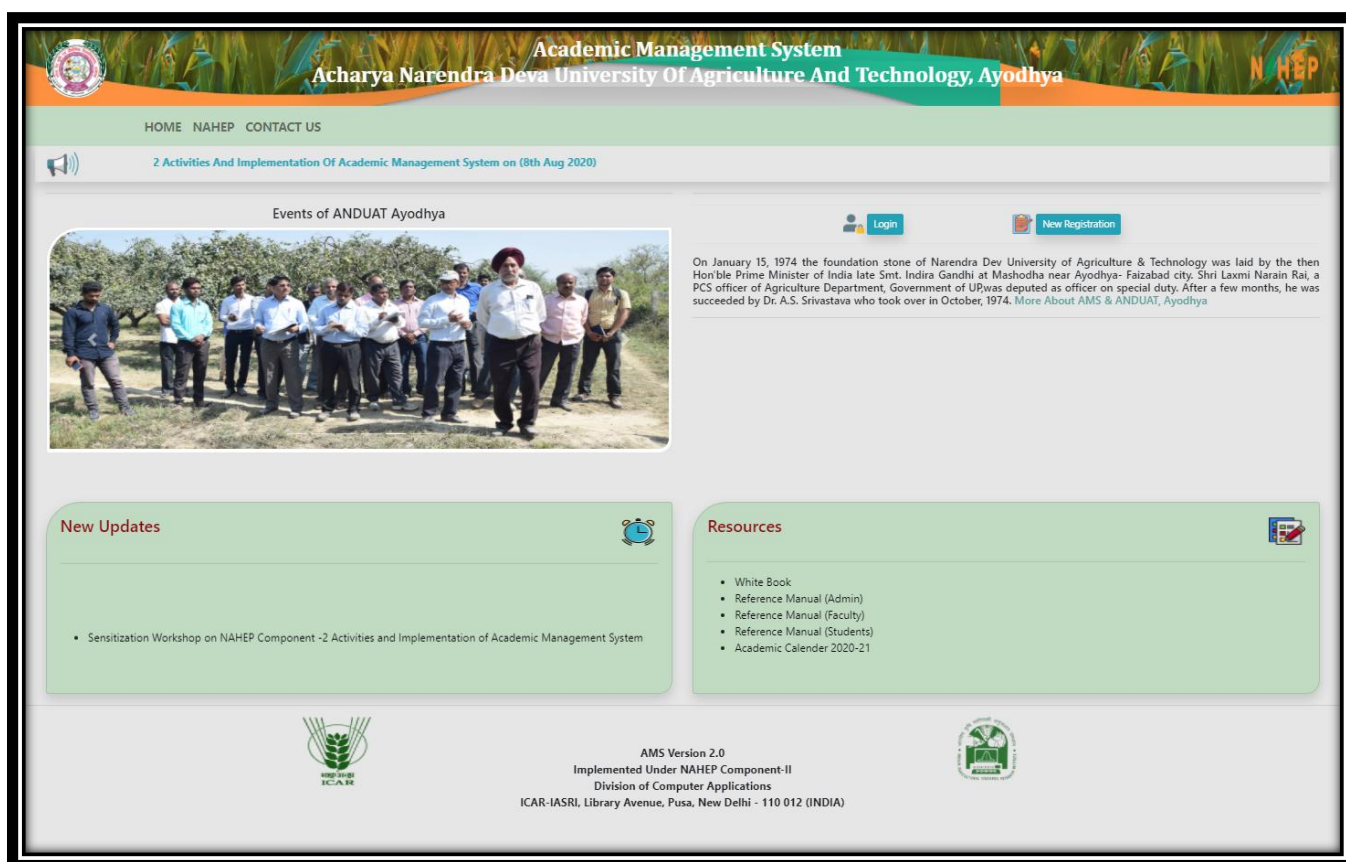 Academic Management System
Acharya Narendra Deva University Of Agriculture And Technology, Ayodhya
NAHEP
HOME NAHEP CONTACT US
2 Activities And Implementation Of Academic Management System on (8th Aug 2020)
Events of ANDUAT Ayodhya
Login
New Registration
On January 15, 1974 the foundation stone of Narendra Dev University of Agriculture & Technology was laid by the then
Hon'ble Prime Minister of India late Smt. Indira Gandhi at Mashodha near Ayodhya- Faizabad city. Shri Laxmi Narain Rai, a
PCS officer of Agriculture Department, Government of UP,was deputed as officer on special duty. After a few months, he was
succeeded by Dr. A.S. Srivastava who took over in October, 1974. More About AMS & ANDUAT, Ayodhya
New Updates
• Sensitization Workshop on NAHEP Component -2 Activities and Implementation of Academic Management System
Resources
• White Book
• Reference Manual (Admin)
• Reference Manual (Faculty)
• Reference Manual (Students)
• Academic Calender 2020-21
ICAR
AMS Version 2.0
Implemented Under NAHEP Component-II
Division of Computer Applications
ICAR-IASRI, Library Avenue, Pusa, New Delhi - 110 012 (INDIA)